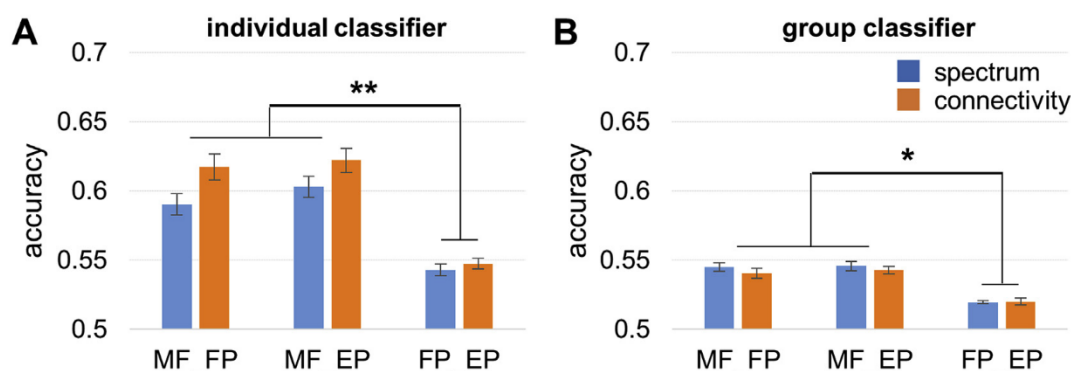 A
individual classifier
0.7
0.65
0.6
0.55
0.5
accuracy
**
MF FP
MF EP
FP EP
B
group classifier
0.7
0.65
0.6
0.55
0.5
accuracy
spectrum
connectivity
*
MF FP
MF EP
FP EP